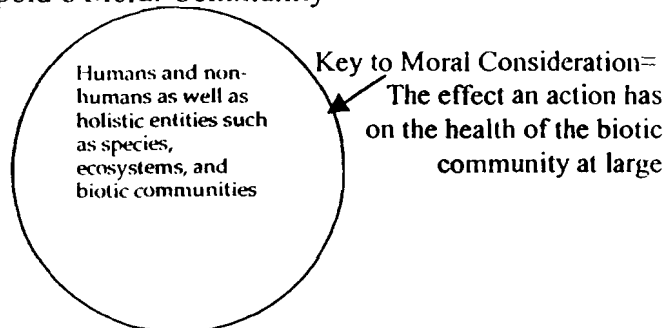 Humans and non-
humans as well as
holistic entities such
as species,
ecosystems, and
biotic communities
Key to Moral Consideration=
The effect an action has
on the health of the biotic
community at large